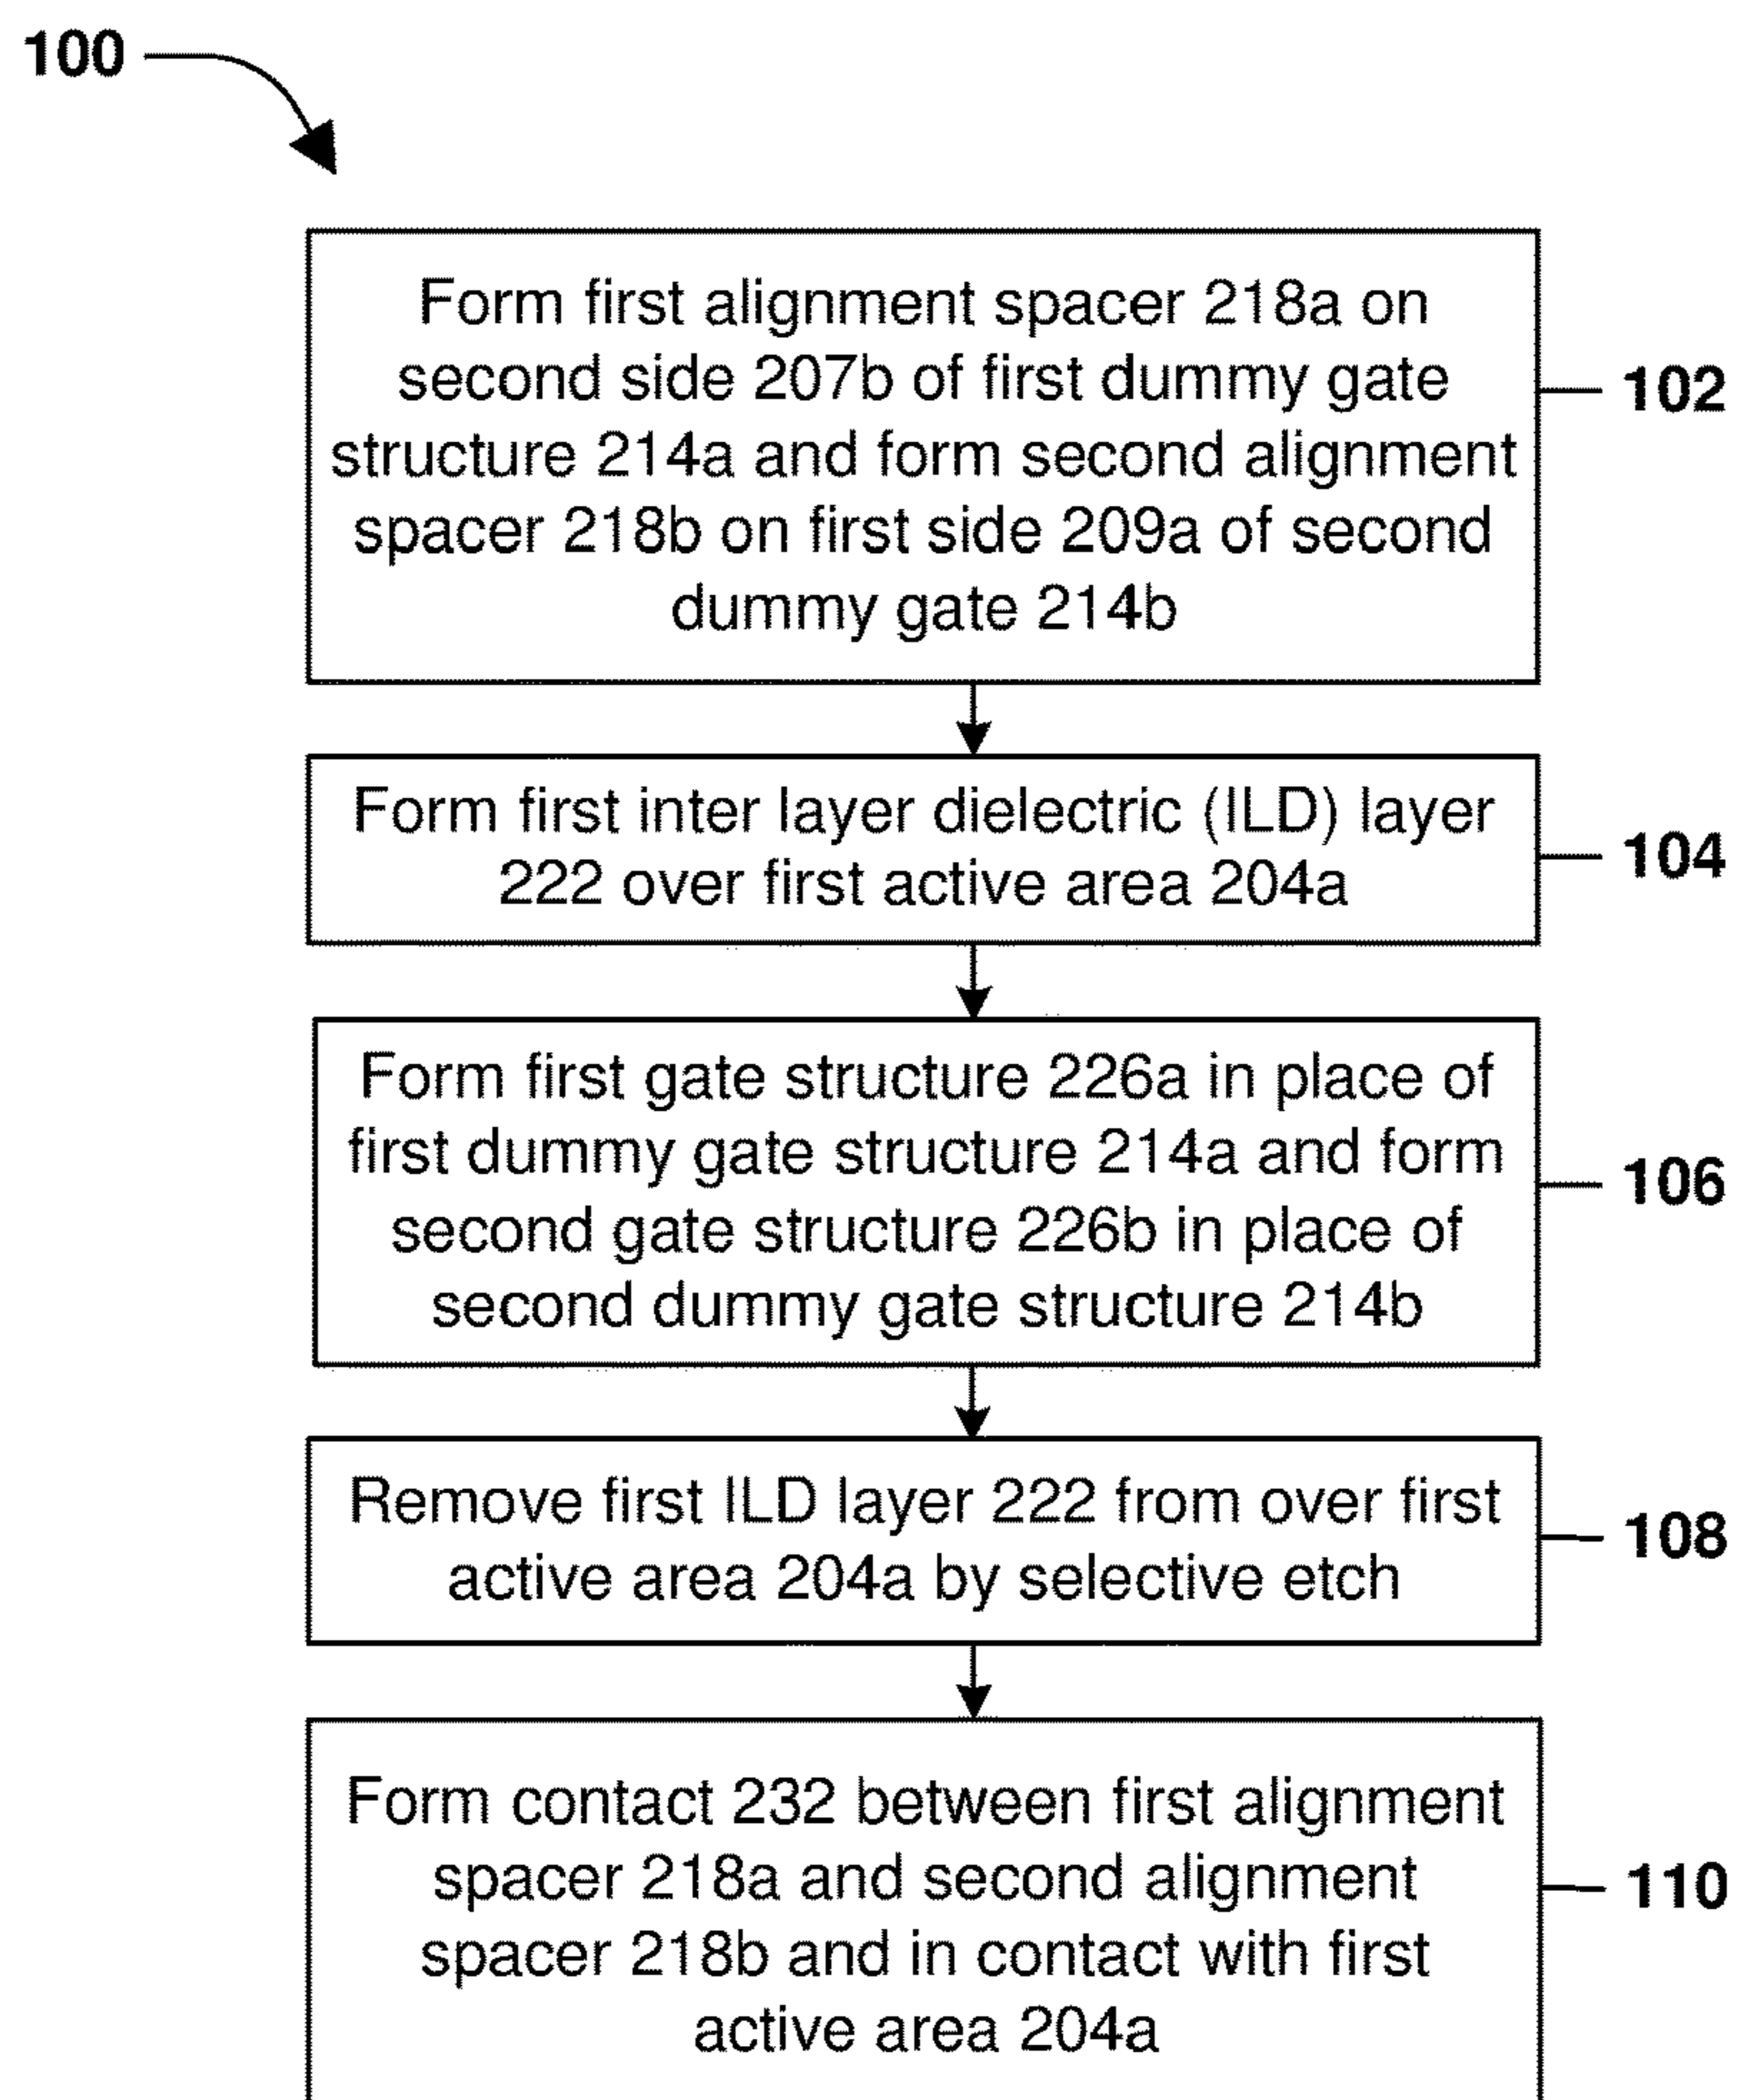 100
Form first alignment spacer 218a on
second side 207b of first dummy gate
structure 214a and form second alignment
spacer 218b on first side 209a of second
dummy gate 214b
102
Form first inter layer dielectric (ILD) layer
222 over first active area 204a
104
Form first gate structure 226a in place of
first dummy gate structure 214a and form
second gate structure 226b in place of
second dummy gate structure 214b
106
Remove first ILD layer 222 from over first
active area 204a by selective etch
108
Form contact 232 between first alignment
spacer 218a and second alignment
spacer 218b and in contact with first
active area 204a
110